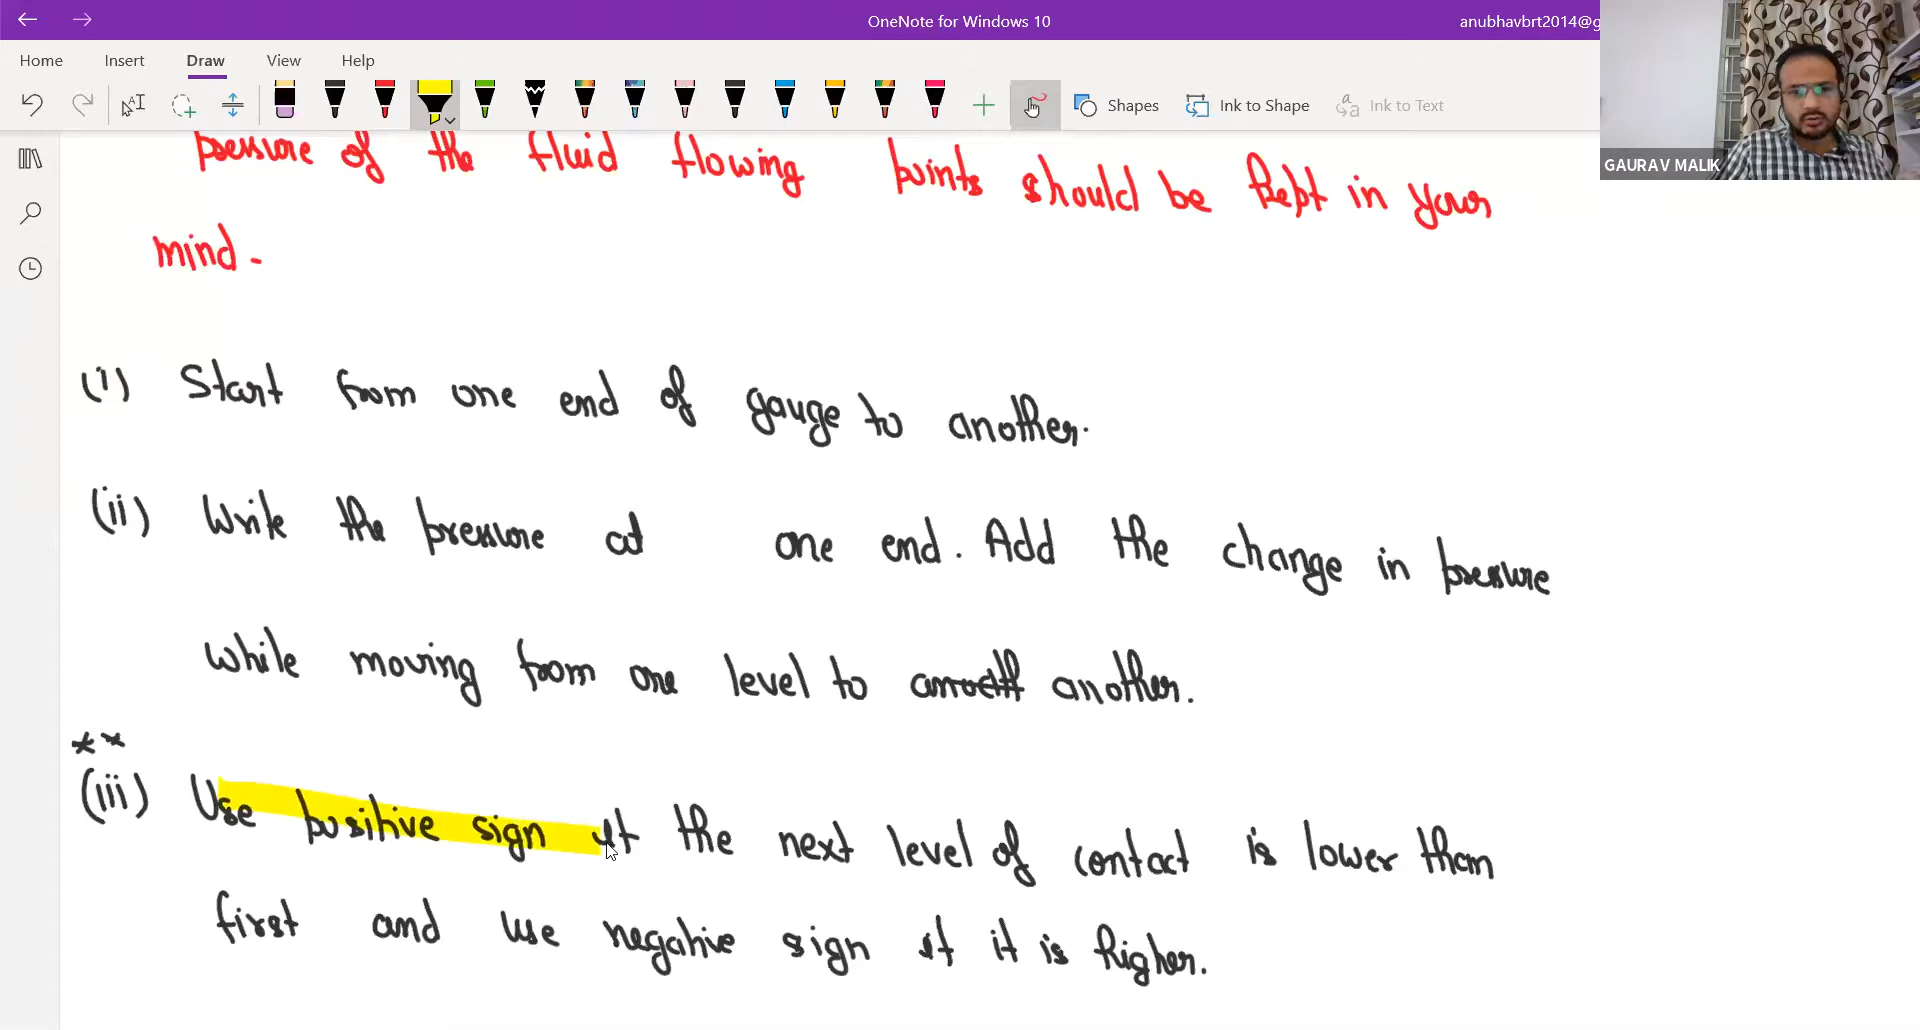 OneNote for Windows 10
anubhavbrt2014@g
Home Insert Draw View Help
Shapes Ink to Shape Ink to Text
GAURAV MALIK
pressure of the fluid flowing points should be kept in your
mind.
(i) Start from one end of gauge to another.
(ii) Write the pressure at one end. Add the change in pressure
while moving from one level to another.
**
(iii) Use positive sign if the next level of contact is lower than
first and use negative sign if it is higher.